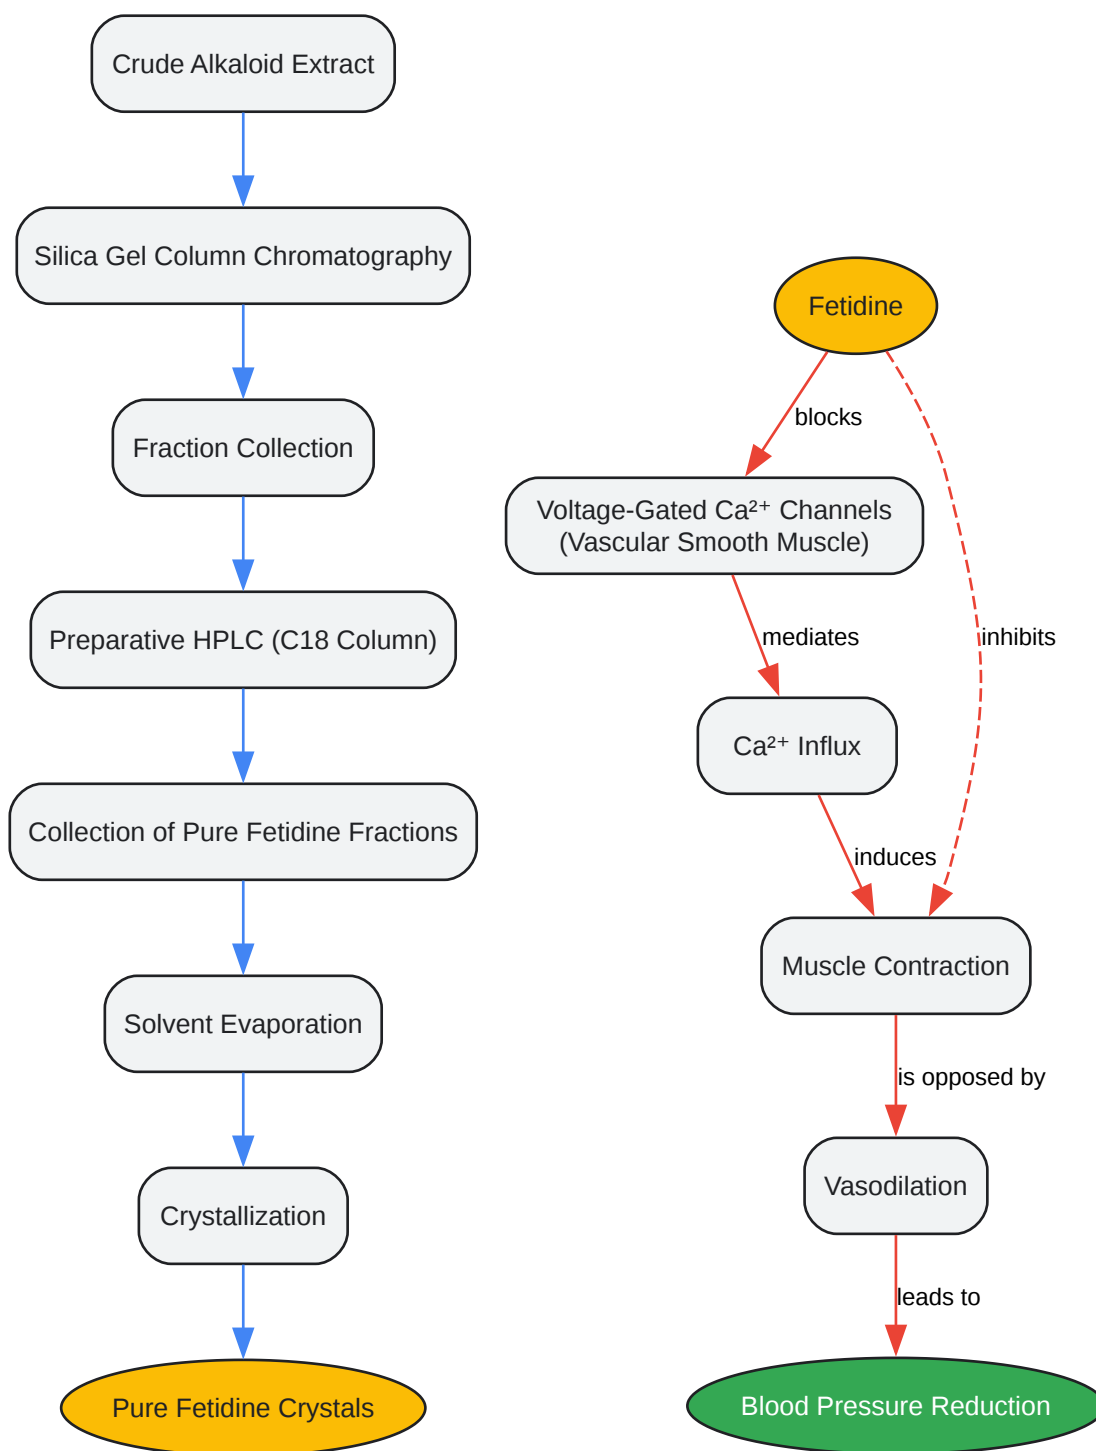 Crude Alkaloid Extract
Silica Gel Column Chromatography
Fraction Collection
Preparative HPLC (C18 Column)
Collection of Pure Fetidine Fractions
Solvent Evaporation
Crystallization
Pure Fetidine Crystals
Fetidine
blocks
Voltage-Gated Ca²⁺ Channels
(Vascular Smooth Muscle)
mediates
inhibits
Ca²⁺ Influx
induces
Muscle Contraction
is opposed by
Vasodilation
leads to
Blood Pressure Reduction